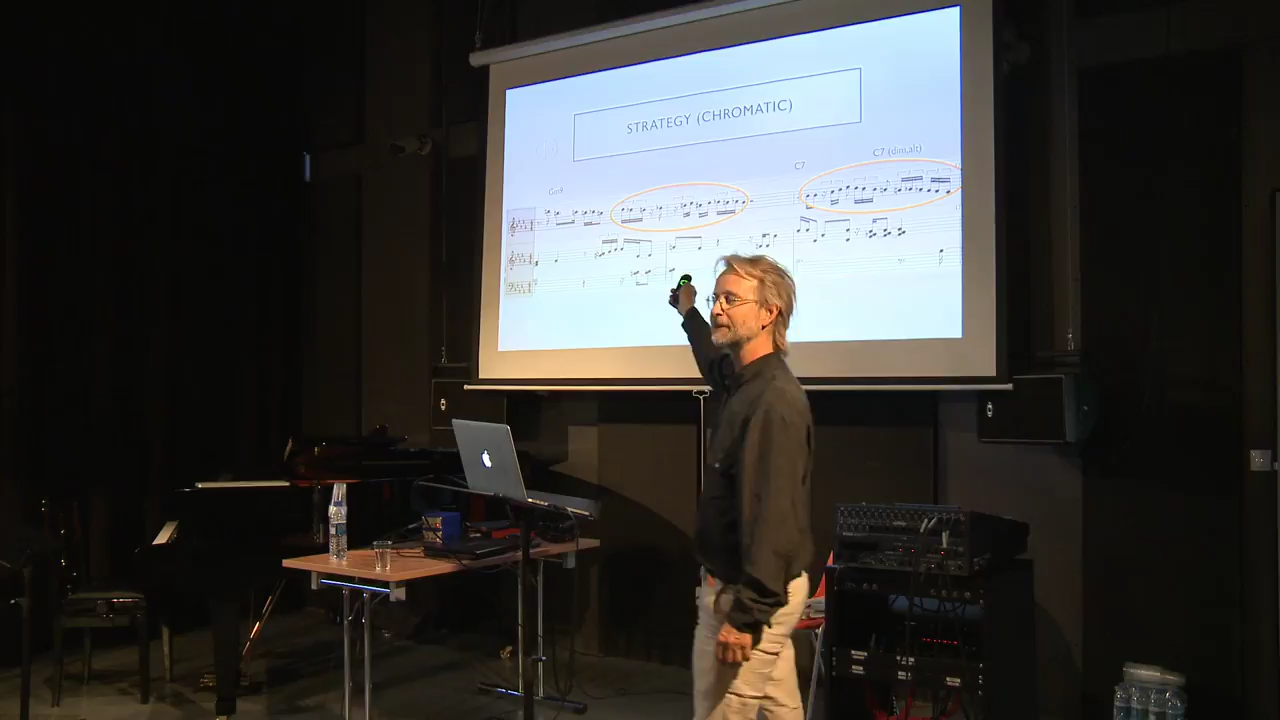 STRATEGY (CHROMATIC)
C7 (dim,alt)
C7
Gm9